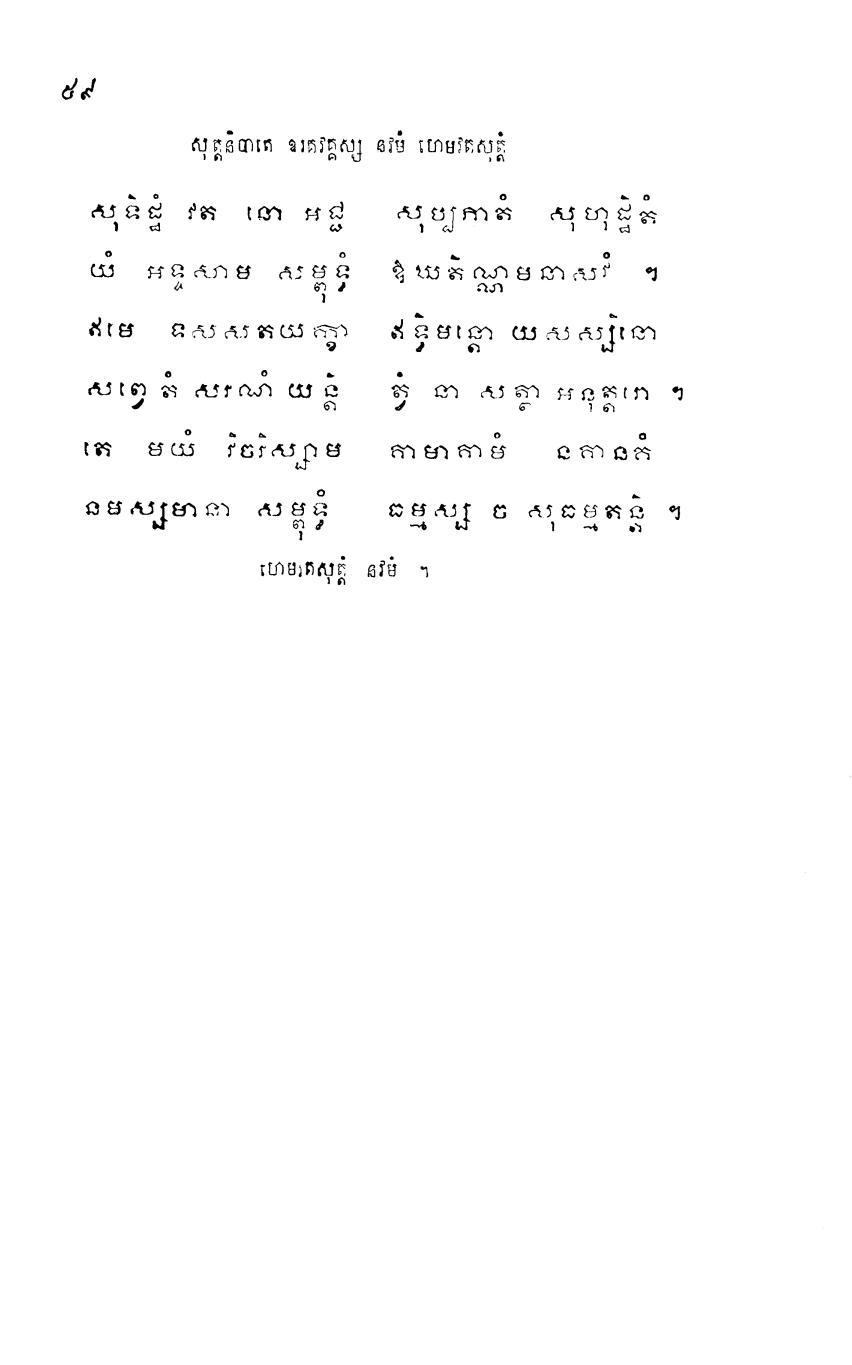 ៥៩
សុត្តនិបាតេ ឧរគវគ្គស្ស នវមំ ហេមវតសុត្តំ
សុទិដ្ឋំ វត នោ អជ្ជ សុប្បភាតំ សុហុដ្ឋិតំ
យំ អទ្ទសាម សម្ពុទ្ធំ ឱឃតិណ្ណមនាសវំ ។
ឥមេ ទសសតយក្ខា ឥទ្ធិមន្តោ យសស្សិនោ
សព្វេ តំ សរណំ យន្តិ ត្វំ នោ សត្ថា អនុត្តរោ ។
តេ មយំ វិចរិស្សាម គាមាគាមំ នគានគំ
នមស្សមានា សម្ពុទ្ធំ ធម្មស្ស ច សុធម្មតន្តិ ។
ហេមវតសុត្តំ នវមំ ។